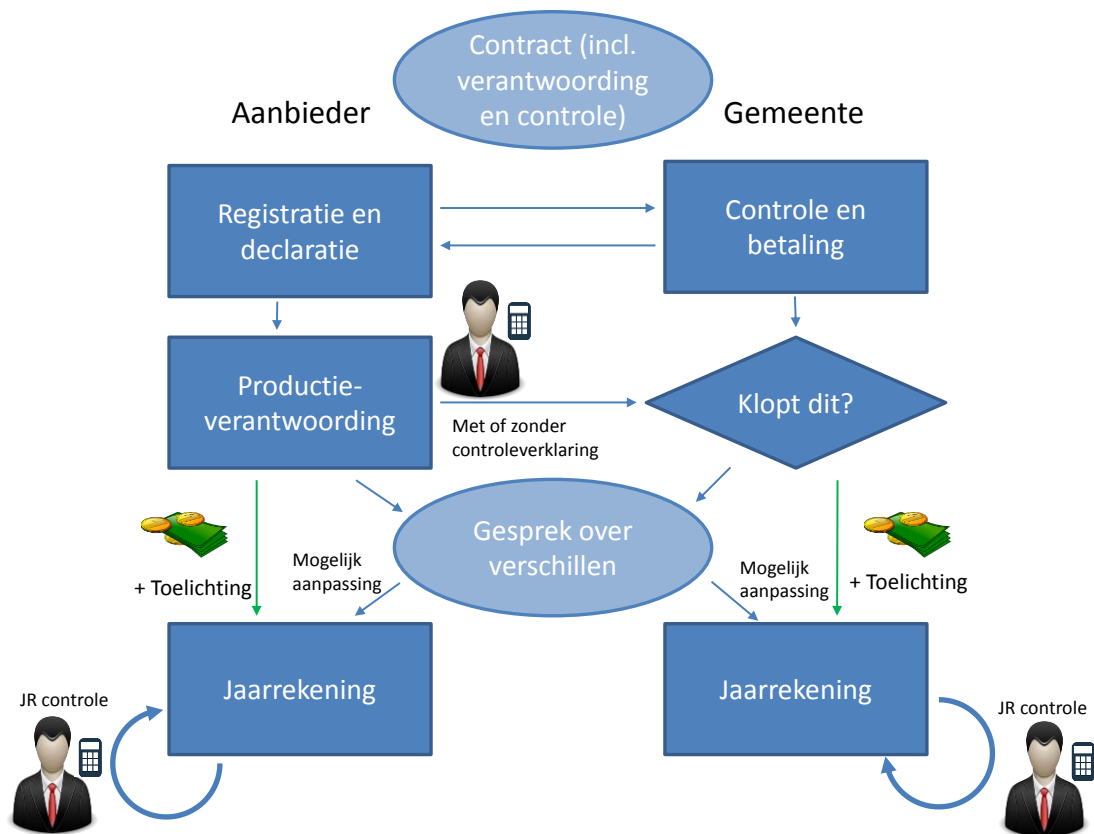 Contract (incl.
verantwoording
en controle)
Aanbieder
Gemeente
Registratie en
declaratie
Controle en
betaling
Productie-
verantwoording
Met of zonder
controleverklaring
Klopt dit?
Gesprek over
verschillen
+ Toelichting
Mogelijk
aanpassing
Mogelijk
aanpassing
+ Toelichting
Jaarrekening
Jaarrekening
JR controle
JR controle